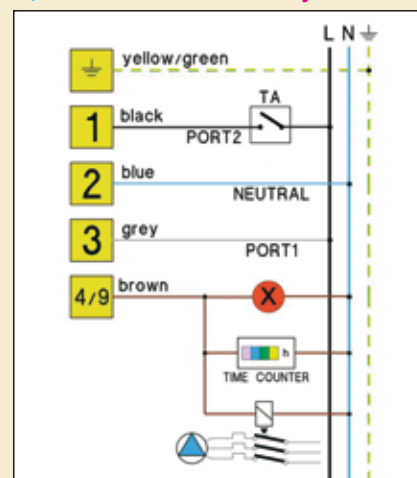 L N
yellow/green
TA
1 black
PORT2
2 blue
NEUTRAL
3 grey
PORT1
4/9 brown
X
h
TIME COUNTER